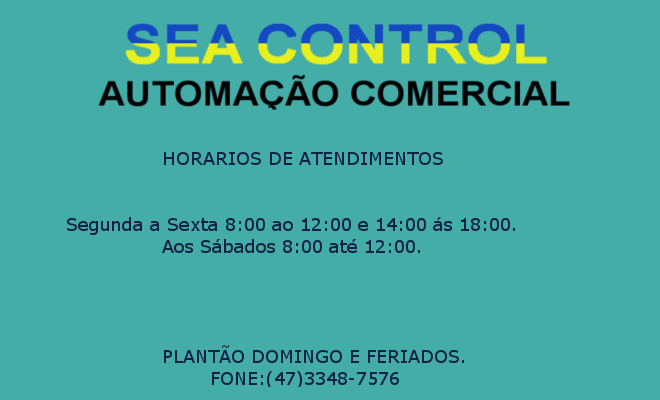 SEA CONTROL
AUTOMAÇÃO COMERCIAL
HORARIOS DE ATENDIMENTOS
Segunda a Sexta 8:00 ao 12:00 e 14:00 ás 18:00.
Aos Sábados 8:00 até 12:00.
PLANTÃO DOMINGO E FERIADOS.
FONE:(47)3348-7576